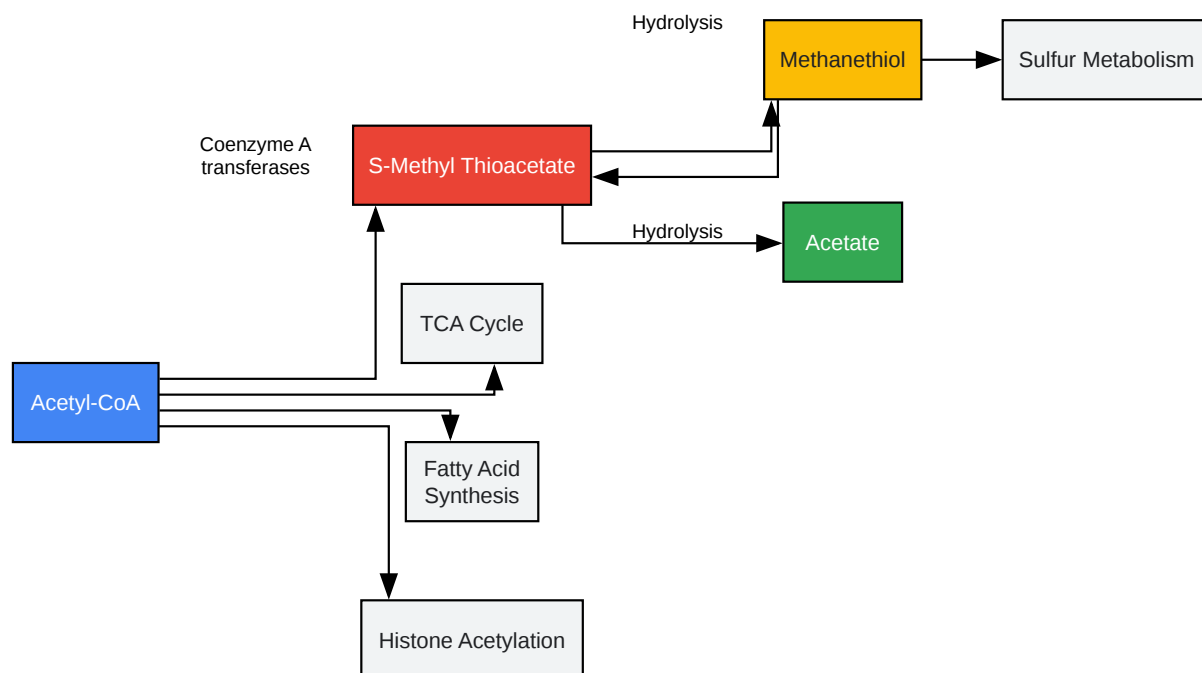 Hydrolysis
Methanethiol
Sulfur Metabolism
Coenzyme A
transferases
S-Methyl Thioacetate
Hydrolysis
Acetate
TCA Cycle
Acetyl-CoA
Fatty Acid
Synthesis
Histone Acetylation